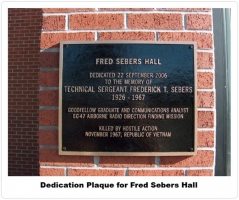 FRED SEBERS HALL
DEDICATED 22 SEPTEMBER 2006
TO THE MEMORY OF
TECHNICAL SERGEANT FREDERICK T. SEBERS
1926 - 1967
GOODFELLOW GRADUATE AND COMMUNICATIONS ANALYST
EC-47 AIRBORNE RADIO DIRECTION FINDING MISSION
KILLED BY HOSTILE ACTION
NOVEMBER 1967, REPUBLIC OF VIETNAM
Dedication Plaque for Fred Sebers Hall